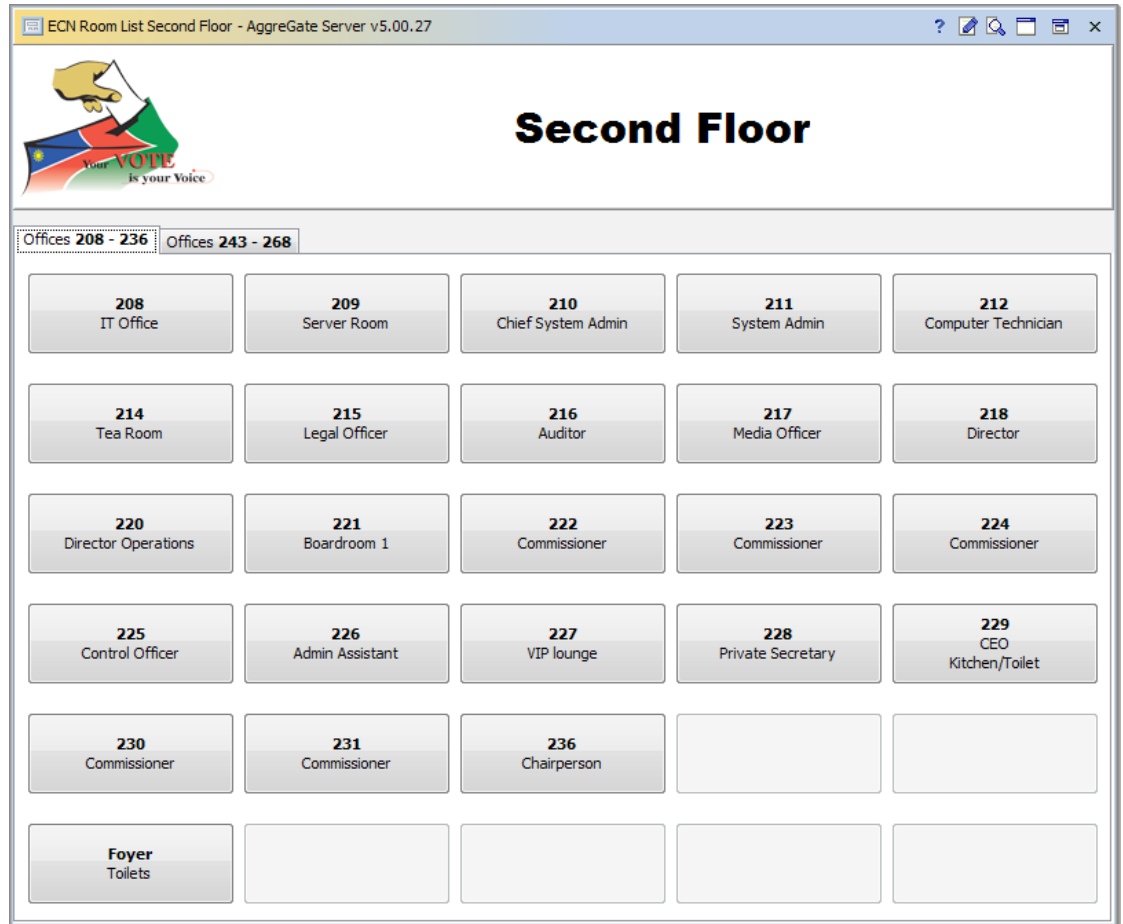 ECN Room List Second Floor - AggreGate Server v5.00.27
Your VOTE
is your Voice
Second Floor
Offices 208 - 236
Offices 243 - 268
208
IT Office
209
Server Room
210
Chief System Admin
211
System Admin
212
Computer Technician
214
Tea Room
215
Legal Officer
216
Auditor
217
Media Officer
218
Director
220
Director Operations
221
Boardroom 1
222
Commissioner
223
Commissioner
224
Commissioner
225
Control Officer
226
Admin Assistant
227
VIP lounge
228
Private Secretary
229
CEO
Kitchen/Toilet
230
Commissioner
231
Commissioner
236
Chairperson
Foyer
Toilets